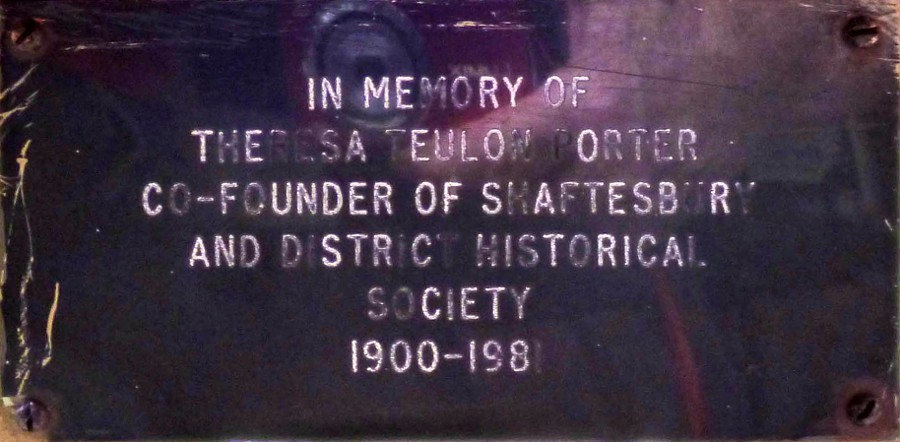 IN MEMORY OF
THERESA TEULON PORTER
CO-FOUNDER OF SHAFTESBURY
AND DISTRICT HISTORICAL
SOCIETY
1900-1981